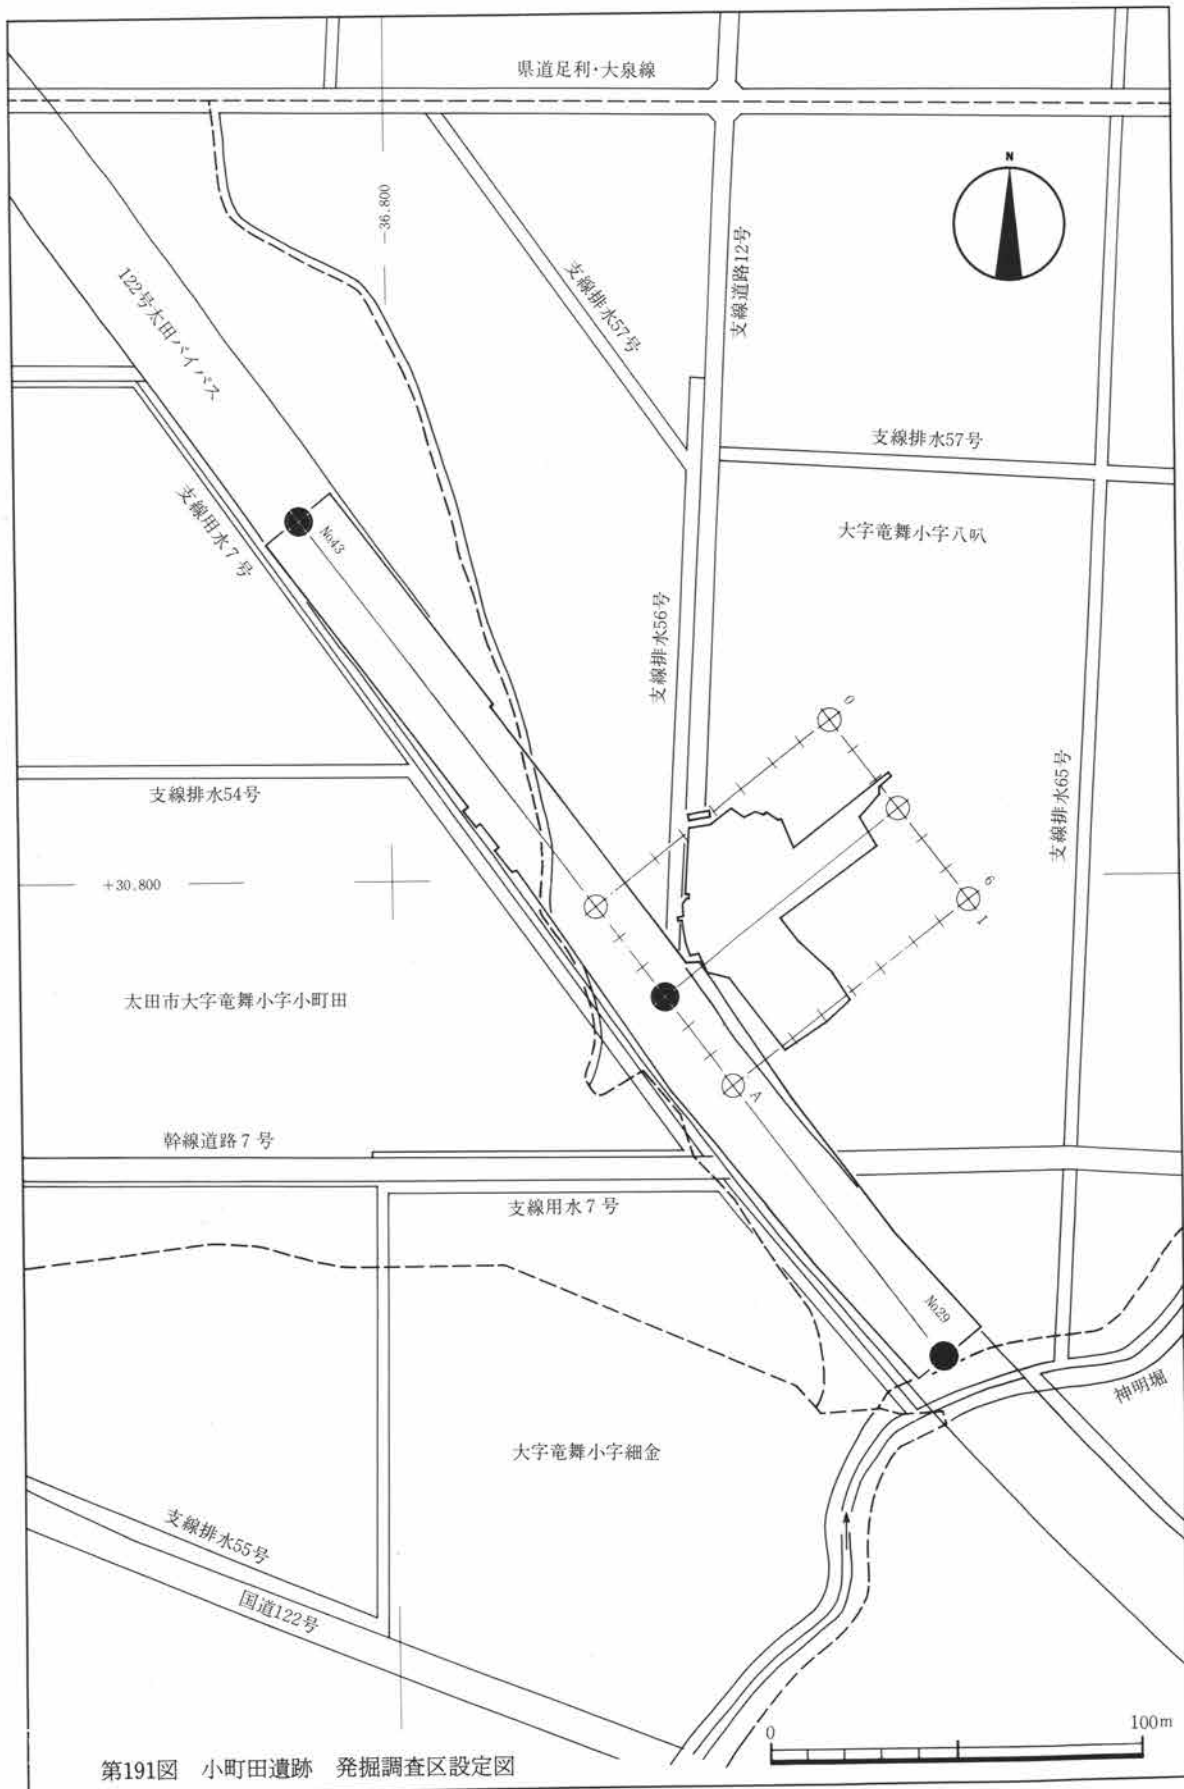 県道足利・大泉線
N
−36.800
122号太田バイパス
支線排水57号
支線道路12号
支線排水57号
大字竜舞小字八叭
支線用水7号
No.43
支線排水56号
0
支線排水54号
支線排水65号
+30.800
6
1
太田市大字竜舞小字小町田
A
幹線道路7号
支線用水7号
No.29
神明堀
大字竜舞小字細金
支線排水55号
国道122号
0
100m
第191図 小町田遺跡 発掘調査区設定図